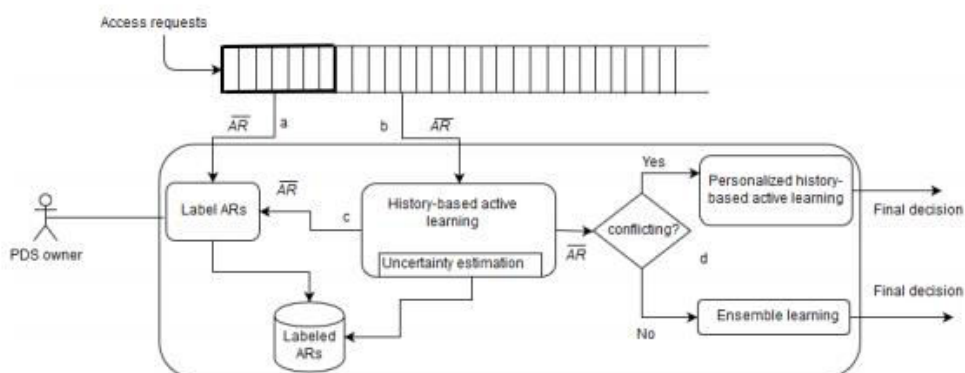 Access requests
AR
a
b
AR
Yes
AR
Label ARs
c
History-based active
learning
Uncertainty estimation
AR
conflicting?
d
Personalized history-
based active learning
Final decision
PDS owner
Labeled
ARs
No
Ensemble learning
Final decision